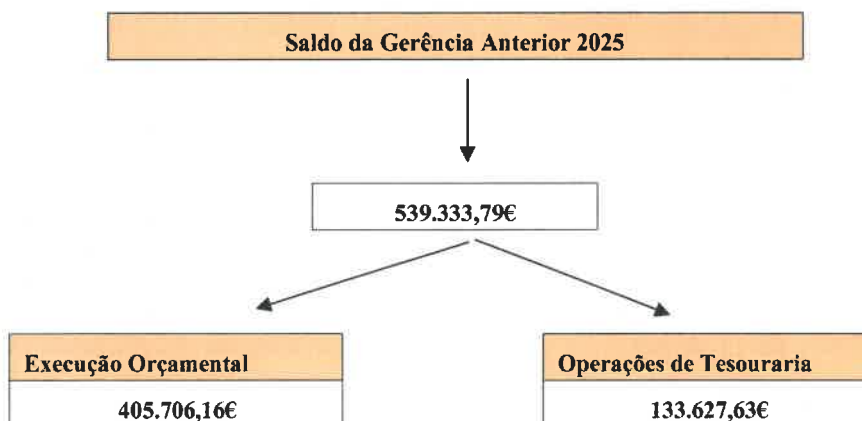 Saldo da Gerência Anterior 2025
539.333,79€
Execução Orçamental
Operações de Tesouraria
405.706,16€
133.627,63€